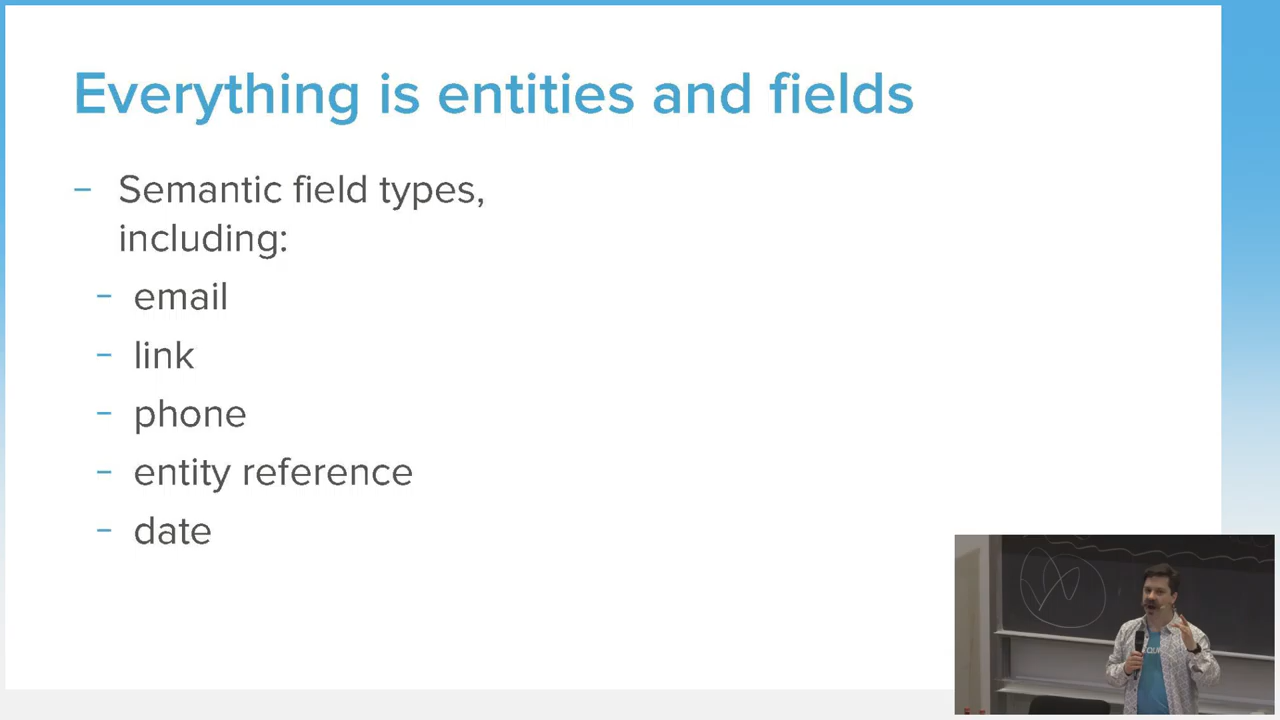 Everything is entities and fields
– Semantic field types,
including:
– email
– link
– phone
– entity reference
– date